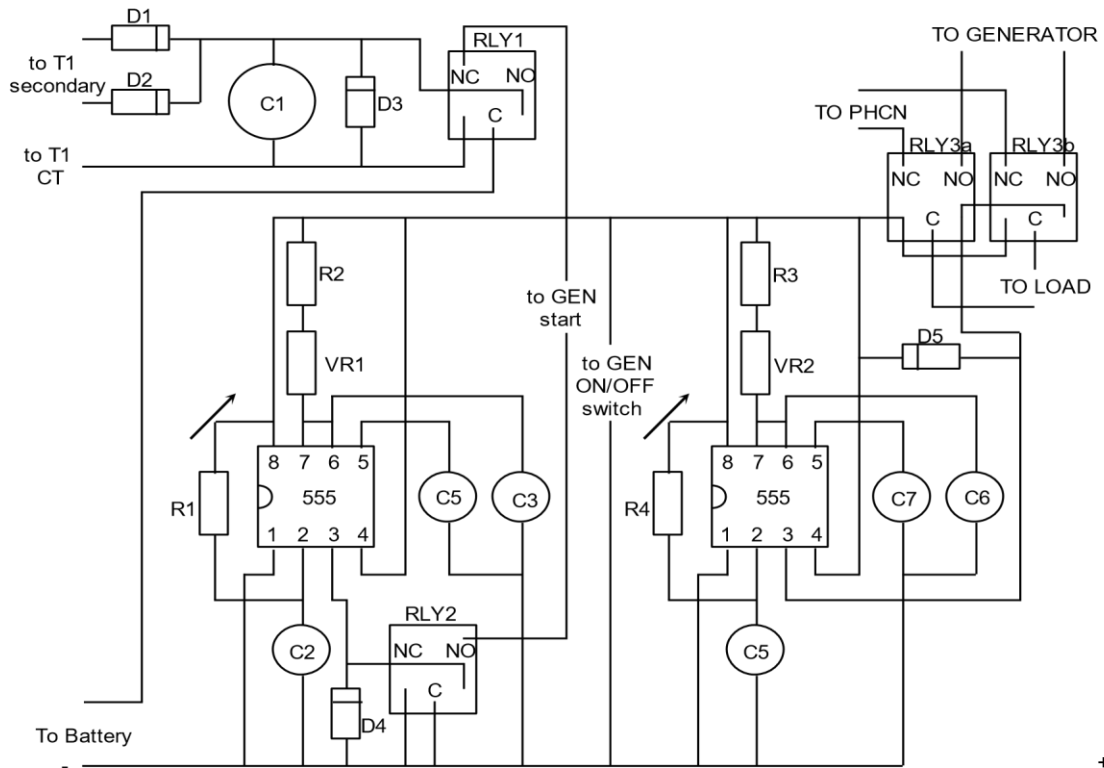 D1
to T1
secondary
D2
C1
D3
RLY1
NC
NO
C
to T1
CT
TO GENERATOR
TO PHCN
RLY3a
RLY3b
NC
NO
NC
NO
C
C
TO LOAD
R2
VR1
to GEN
start
to GEN
ON/OFF
switch
R3
VR2
D5
R1
8 7 6 5
555
1 2 3 4
C5
C3
R4
8 7 6 5
555
1 2 3 4
C7
C6
C2
RLY2
NC
NO
C
D4
C5
To Battery
-
+